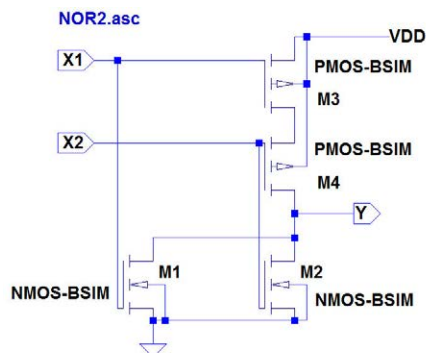 NOR2.asc
VDD
X1
PMOS-BSIM
M3
X2
PMOS-BSIM
M4
Y
M1
M2
NMOS-BSIM
NMOS-BSIM